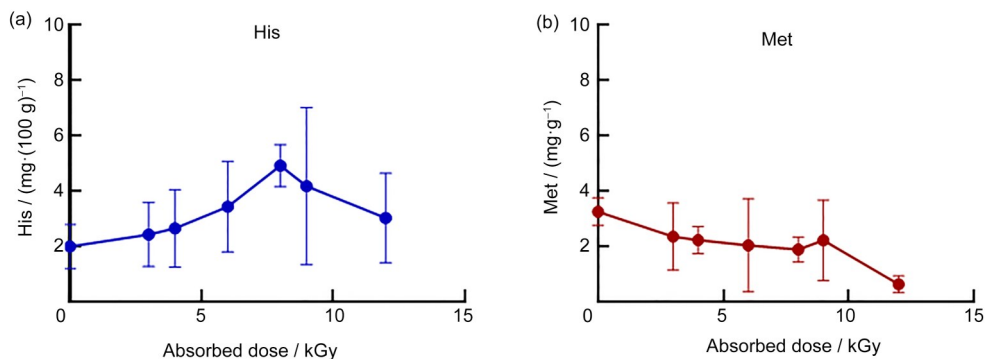 (a)
His
10
8
6
4
2
0
5
10
15
His / (mg·(100 g)⁻¹)
Absorbed dose / kGy
(b)
Met
10
8
6
4
2
0
5
10
15
Met / (mg·g⁻¹)
Absorbed dose / kGy